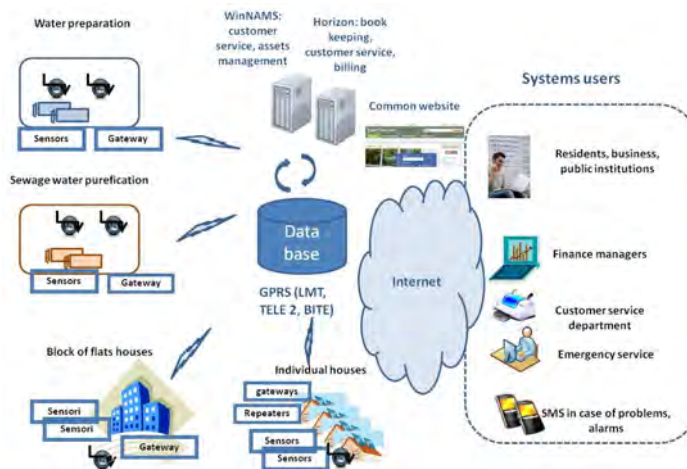 Water preparation
Sensors
Gateway
Sewage water purefication
Sensors
Gateway
Block of flats houses
Sensori
Sensori
Gateway
WinNAMS:
customer
service, assets
management
Horizon: book
keeping,
customer service,
billing
Common website
Data
base
GPRS (LMT,
TELE 2, BITE)
Individual houses
gateways
Repeaters
Sensors
Sensors
Internet
Systems users
Residents, business,
public institutions
Finance managers
Customer service
department
Emergency service
SMS in case of problems,
alarms